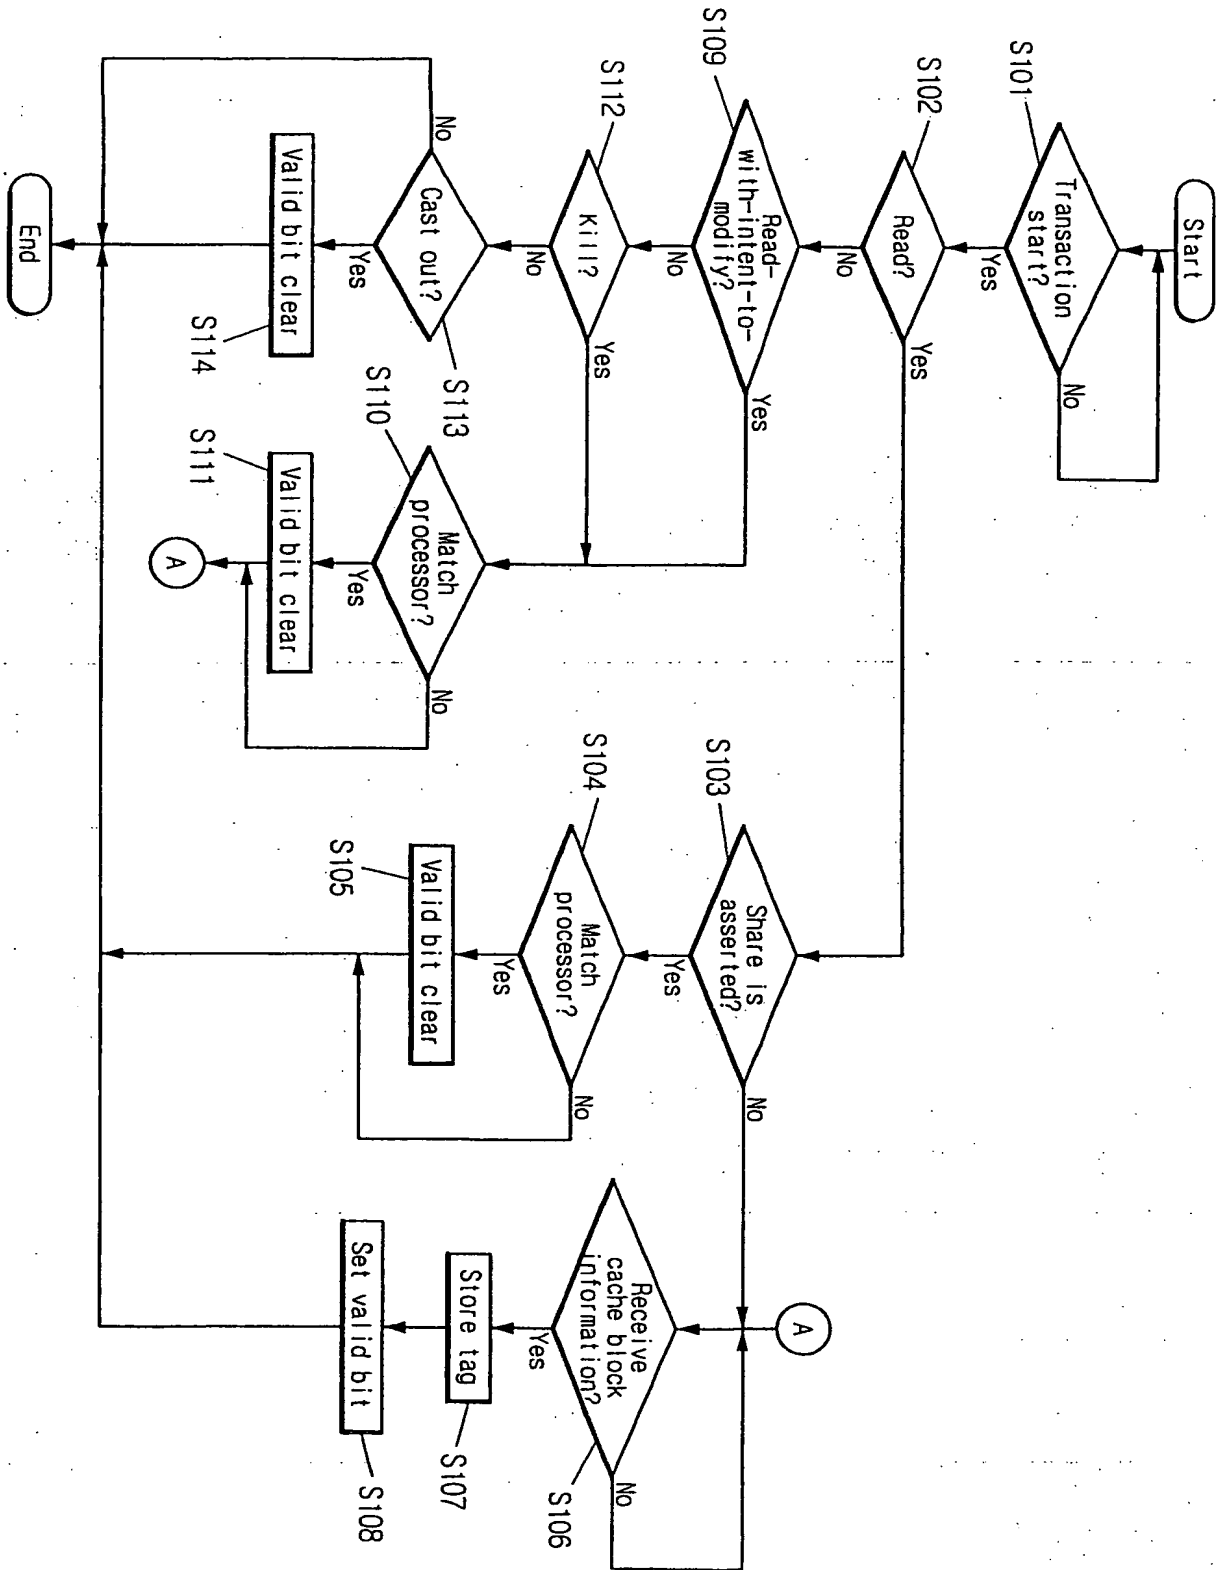 Start
S101
Transaction
start?
No
Yes
S102
Read?
Yes
No
S109
Read-
with-intent-to-
modify?
Yes
No
S112
Kill?
Yes
No
Cast out?
S113
No
Yes
Valid bit clear
S114
End
S110
Match
processor?
No
Yes
S111
Valid bit clear
A
S103
Share is
asserted?
No
Yes
S104
Match
processor?
No
Yes
Valid bit clear
S105
A
Receive
cache block
information?
S106
No
Yes
Store tag
S107
Set valid bit
S108